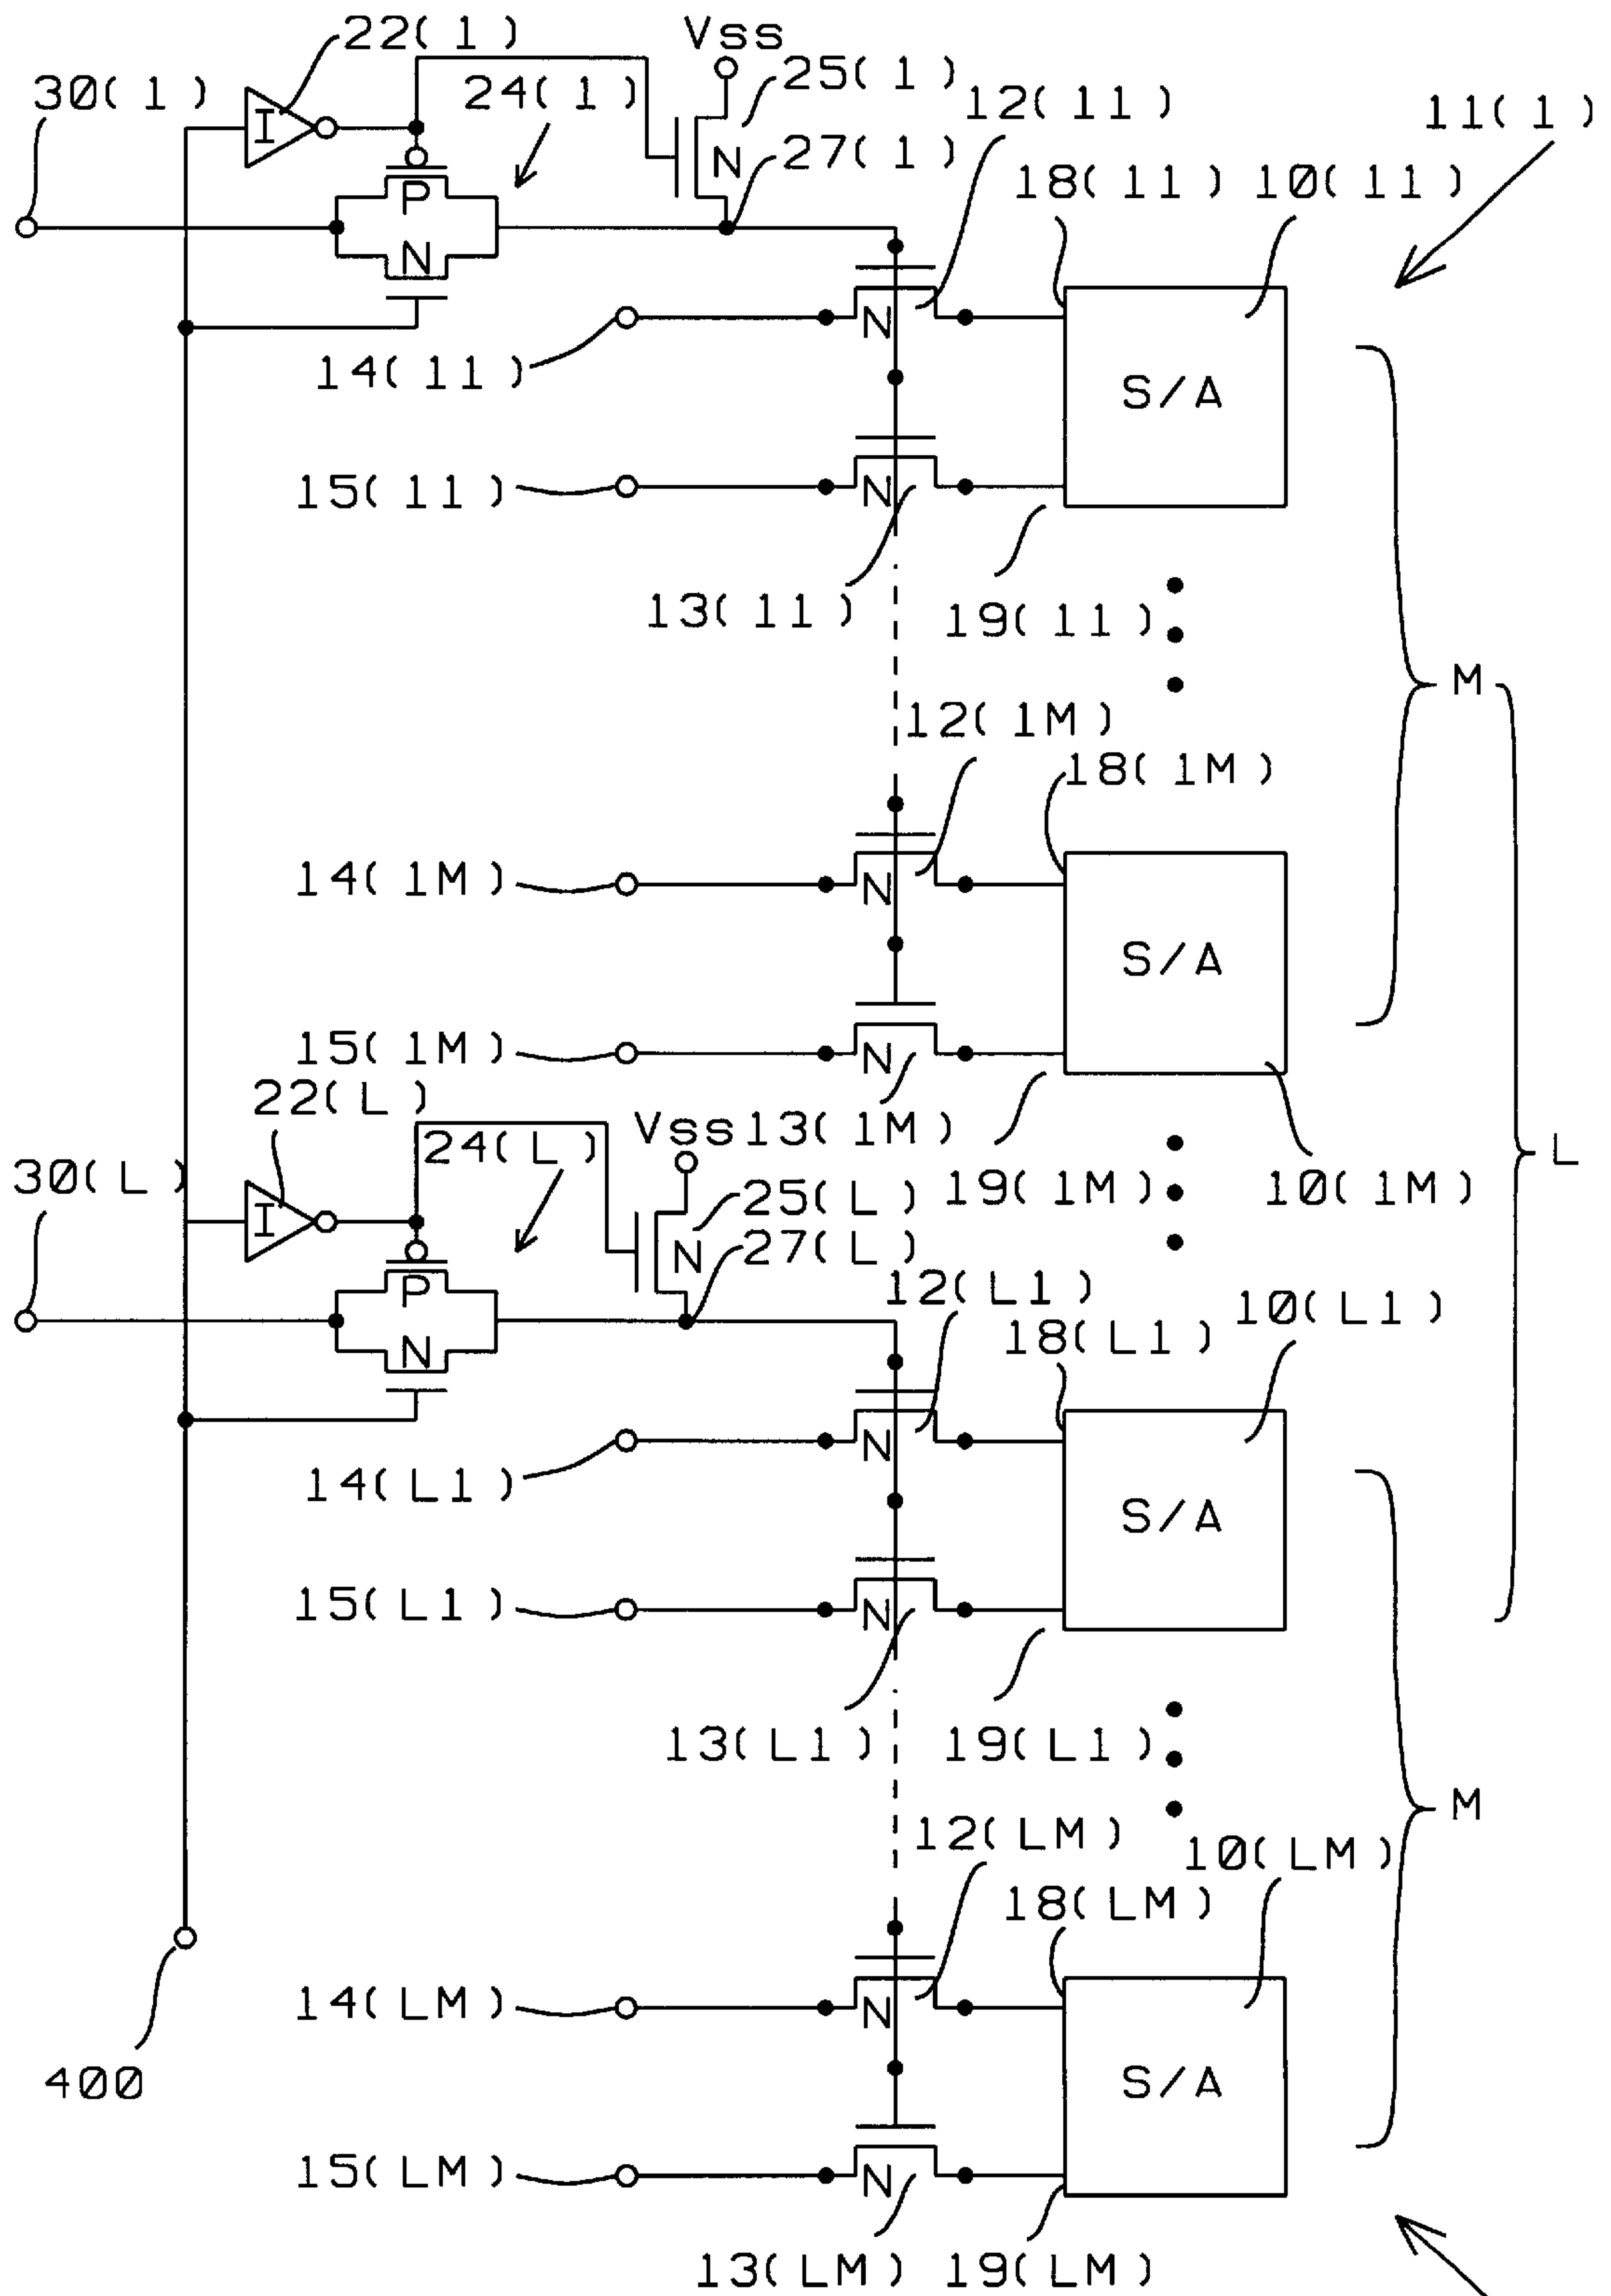 22(1)
Vss
30(1)
24(1)
25(1)
12(11)
11(1)
I
N
27(1)
18(11)
10(11)
P
N
N
14(11)
S/A
15(11)
N
13(11)
19(11)
M
12(1M)
18(1M)
14(1M)
N
S/A
15(1M)
N
22(L)
24(L)
Vss
13(1M)
L
30(L)
25(L)
19(1M)
10(1M)
I
N
27(L)
P
12(L1)
18(L1)
10(L1)
N
N
14(L1)
S/A
15(L1)
N
13(L1)
19(L1)
M
12(LM)
10(LM)
18(LM)
14(LM)
N
400
S/A
15(LM)
N
13(LM)
19(LM)